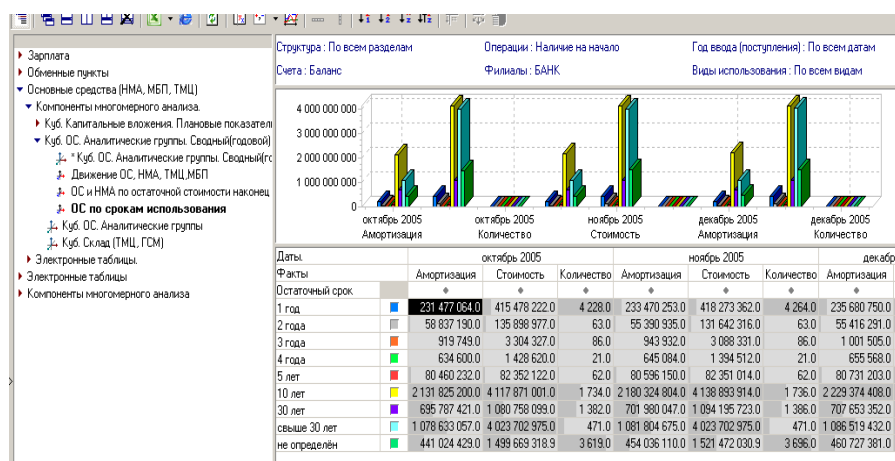 Структура : По всем разделам Операции : Наличие на начало Год ввода (поступления) : По всем датам
Счета : Баланс Филиалы : БАНК Виды использования : По всем видам
Зарплата
Обменные пункты
Основные средства (НМА, МБП, ТМЦ)
Компоненты многомерного анализа.
Куб. Капитальные вложения. Плановые показател
Куб. ОС. Аналитические группы. Сводный(годовой)
* Куб. ОС. Аналитические группы. Сводный(го
Движение ОС, НМА, ТМЦ,МБП
ОС и НМА по остаточной стоимости наконец
ОС по срокам использования
Куб. ОС. Аналитические группы
Куб. Склад (ТМЦ, ГСМ)
Электронные таблицы.
Электронные таблицы
Компоненты многомерного анализа
4 000 000 000
3 000 000 000
2 000 000 000
1 000 000 000
0
октябрь 2005 октябрь 2005 ноябрь 2005 декабрь 2005 декабрь 2005
Амортизация Количество Стоимость Амортизация Количество
Даты. октябрь 2005 ноябрь 2005 декабр
Факты Амортизация Стоимость Количество Амортизация Стоимость Количество Амортизация
Остаточный срок
1 год 231 477 064.0 415 478 222.0 4 228.0 233 470 253.0 418 273 362.0 4 264.0 235 680 750.0
2 года 58 837 190.0 135 898 977.0 63.0 55 390 935.0 131 642 316.0 63.0 55 416 291.0
3 года 919 749.0 3 304 327.0 86.0 943 932.0 3 088 331.0 86.0 1 001 505.0
4 года 634 600.0 1 428 620.0 21.0 645 084.0 1 394 512.0 21.0 655 568.0
5 лет 80 460 232.0 82 352 122.0 62.0 80 596 150.0 82 351 014.0 62.0 80 731 203.0
10 лет 2 131 825 200.0 4 117 871 001.0 1 734.0 2 180 324 804.0 4 138 893 914.0 1 736.0 2 229 374 408.0
30 лет 695 787 421.0 1 080 758 099.0 1 382.0 701 980 047.0 1 094 195 723.0 1 386.0 707 653 352.0
свыше 30 лет 1 078 633 057.0 4 023 702 975.0 471.0 1 081 804 675.0 4 023 702 975.0 471.0 1 086 519 432.0
не определён 441 024 429.0 1 499 669 318.9 3 619.0 454 036 110.0 1 521 472 030.9 3 696.0 460 727 381.0